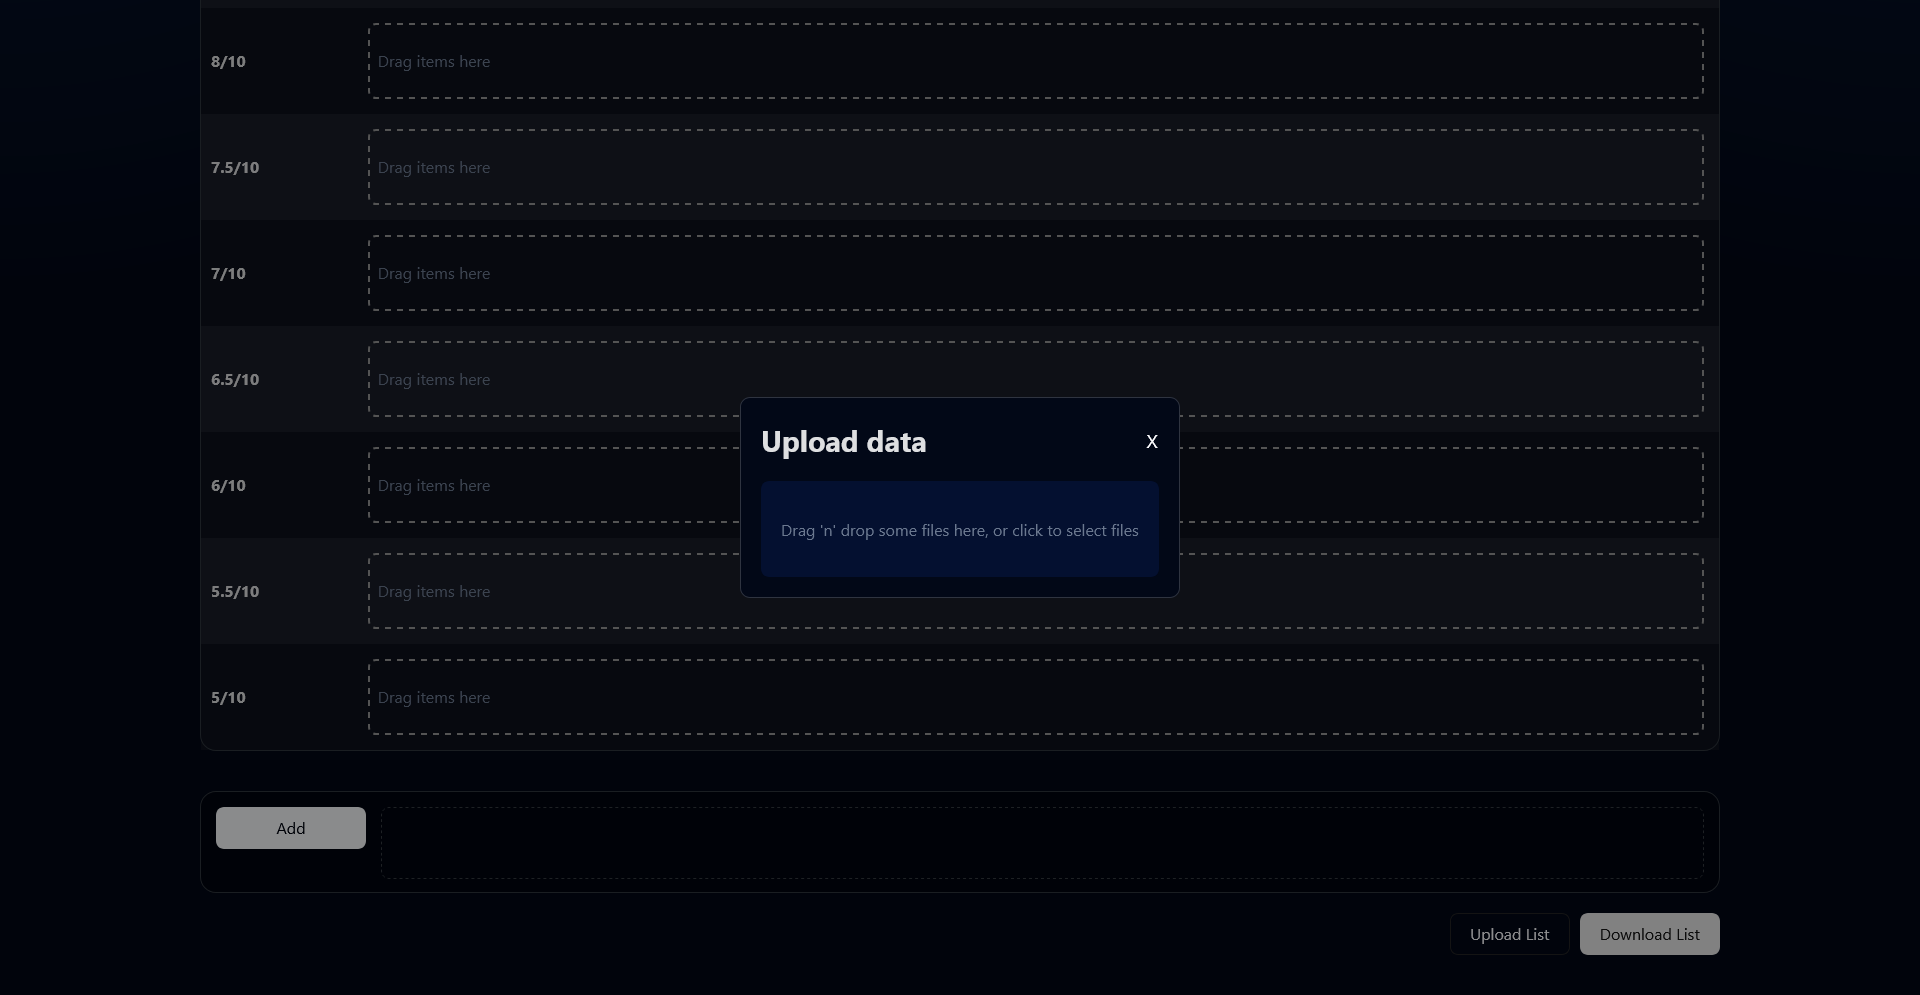 8/10
Drag items here
7.5/10
Drag items here
7/10
Drag items here
6.5/10
Drag items here
6/10
Drag items here
5.5/10
Drag items here
5/10
Drag items here
Upload data
X
Drag 'n' drop some files here, or click to select files
Add
Upload List
Download List